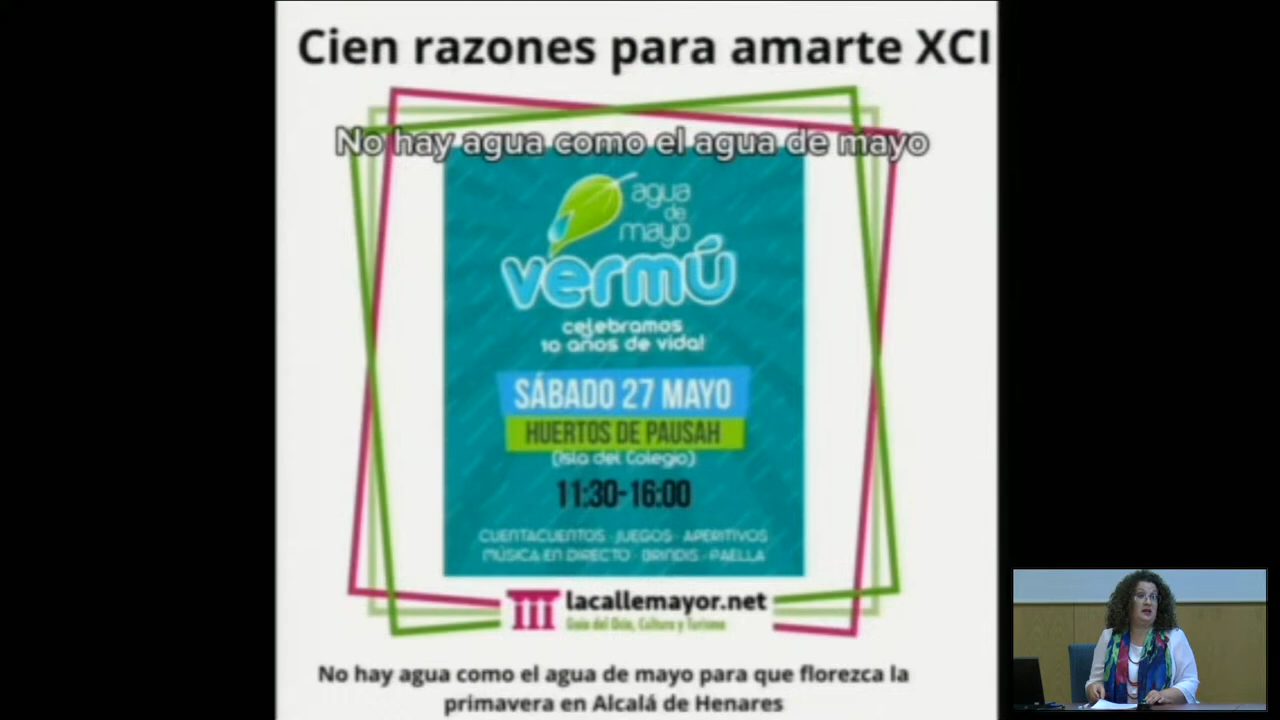 Cien razones para amarte XCI
No hay agua como el agua de mayo
agua
de
mayo
vermú
celebramos
10 años de vida!
SÁBADO 27 MAYO
HUERTOS DE PAUSAH
(Isla del Colegio)
11:30-16:00
CUENTACUENTOS · JUEGOS · APERITIVOS
MÚSICA EN DIRECTO · BRINDIS · PAELLA
lacallemayor.net
Guía del Ocio, Cultura y Turismo
No hay agua como el agua de mayo para que florezca la
primavera en Alcalá de Henares